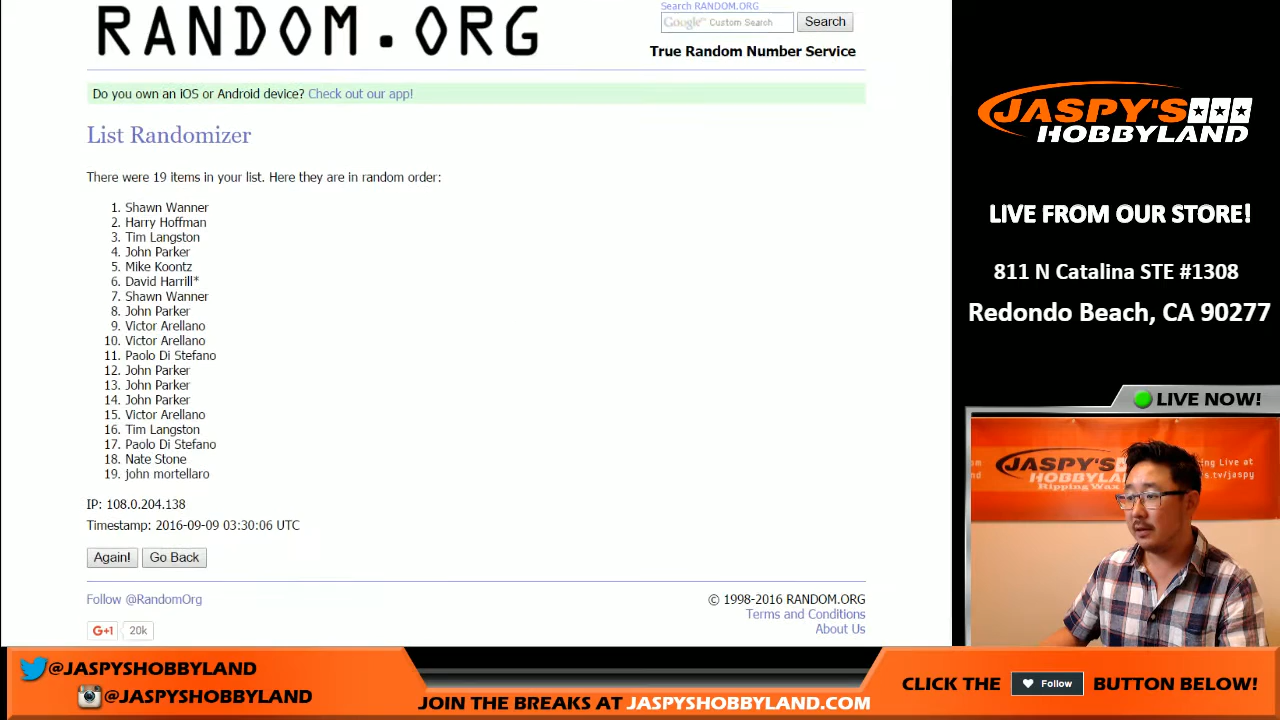 RANDOM.ORG
Search RANDOM.ORG
Google™ Custom Search
Search
True Random Number Service
Do you own an iOS or Android device? Check out our app!
List Randomizer
There were 19 items in your list. Here they are in random order:
1. Shawn Wanner
2. Harry Hoffman
3. Tim Langston
4. John Parker
5. Mike Koontz
6. David Harrill*
7. Shawn Wanner
8. John Parker
9. Victor Arellano
10. Victor Arellano
11. Paolo Di Stefano
12. John Parker
13. John Parker
14. John Parker
15. Victor Arellano
16. Tim Langston
17. Paolo Di Stefano
18. Nate Stone
19. John mortellaro
IP: 108.0.204.138
Timestamp: 2016-09-09 03:30:06 UTC
Again!
Go Back
Follow @RandomOrg
© 1998-2016 RANDOM.ORG
Terms and Conditions
About Us
G+1 20k
JASPY'S
HOBBYLAND
LIVE FROM OUR STORE!
811 N Catalina STE #1308
Redondo Beach, CA 90277
LIVE NOW!
JASPY'S
HOBBYLAND
Ripping Wax
ing Live at
s.tv/jaspy
om
@JASPYSHOBBYLAND
@JASPYSHOBBYLAND
JOIN THE BREAKS AT JASPYSHOBBYLAND.COM
CLICK THE
Follow
BUTTON BELOW!